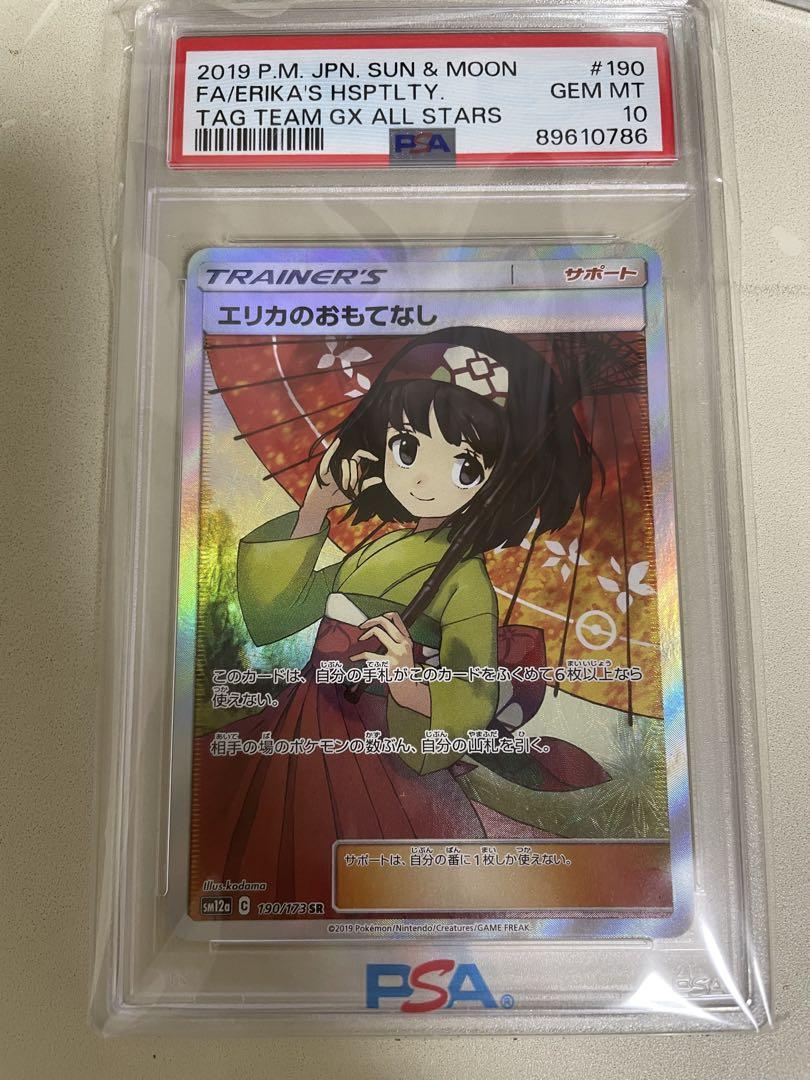 2019 P.M. JPN. SUN & MOON #190
FA/ERIKA'S HSPTLTY. GEM MT
TAG TEAM GX ALL STARS 10
PSA 89610786
TRAINER'S サポート
エリカのおもてなし
このカードは、自分の手札がこのカードをふくめて6枚以上なら
使えない。
相手の場のポケモンの数ぶん、自分の山札を引く。
サポートは、自分の番に1枚しか使えない。
Illus.kodama
SM12a C 190/173 SR
©2019 Pokémon/Nintendo/Creatures/GAME FREAK.
PSA®